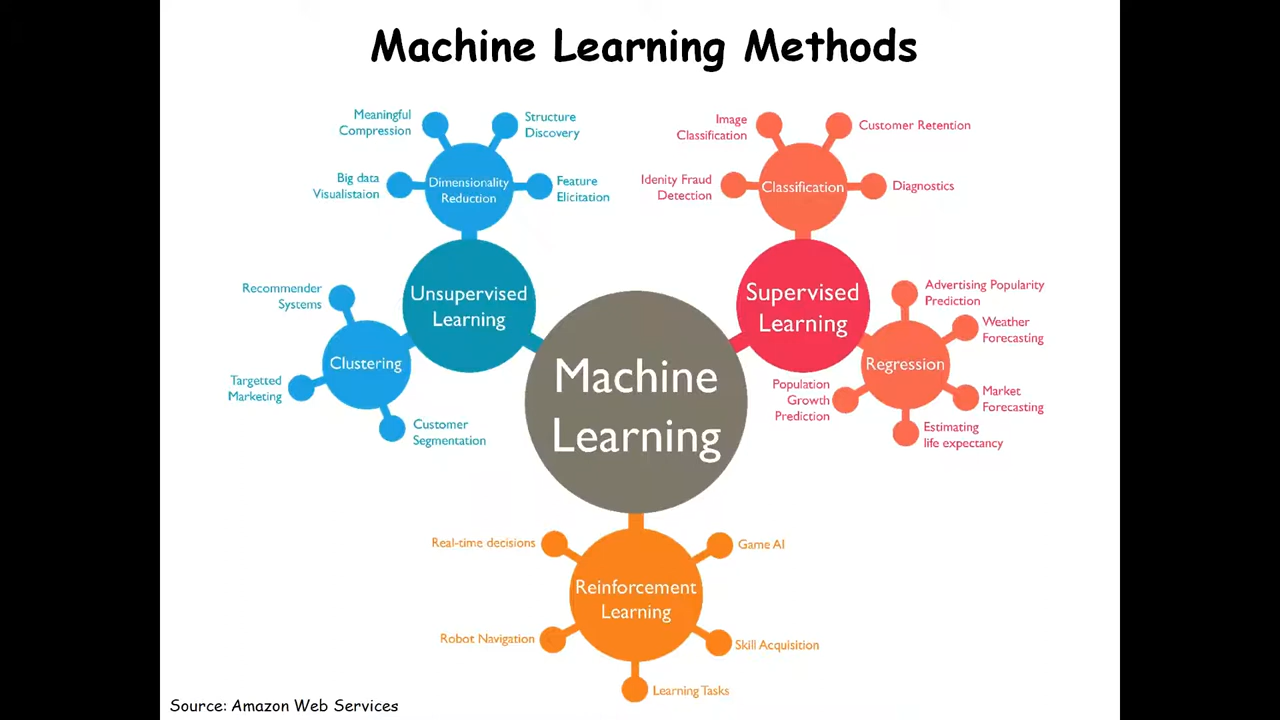 Machine Learning Methods
Meaningful
Compression
Structure
Discovery
Big data
Visualistaion
Dimensionality
Reduction
Feature
Elicitation
Image
Classification
Customer Retention
Idenity Fraud
Detection
Classification
Diagnostics
Recommender
Systems
Unsupervised
Learning
Clustering
Targetted
Marketing
Customer
Segmentation
Supervised
Learning
Advertising Popularity
Prediction
Weather
Forecasting
Regression
Population
Growth
Prediction
Market
Forecasting
Estimating
life expectancy
Machine
Learning
Real-time decisions
Game AI
Reinforcement
Learning
Robot Navigation
Skill Acquisition
Learning Tasks
Source: Amazon Web Services